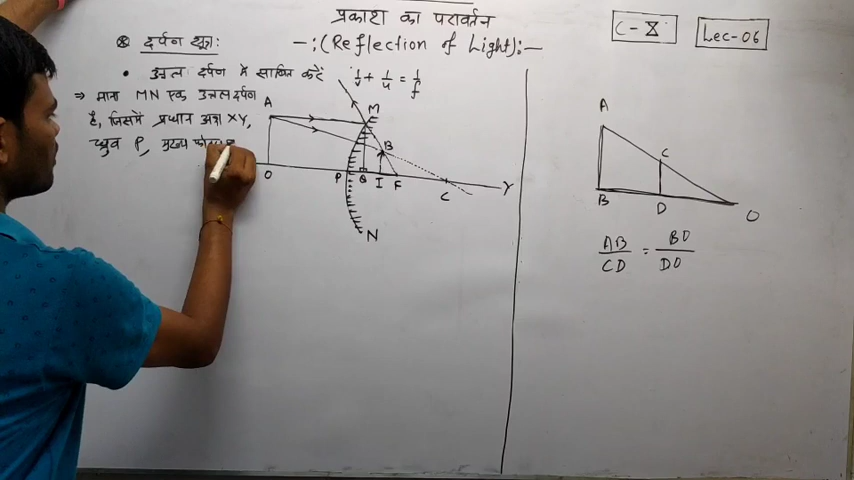 प्रकाश का परावर्तन
-:(Reflection of Light):-
C-X
Lec-06
※ दर्पण सूत्र:
• उत्तल दर्पण में साबित करें 1/v + 1/u = 1/f
⇒ माना MN एक उत्तल दर्पण
है, जिसमें प्रधान अक्ष XY,
ध्रुव P, मुख्य
A
M
B
O
P
Q
I
F
C
Y
N
A
C
B
D
O
AB/CD = BO/DO